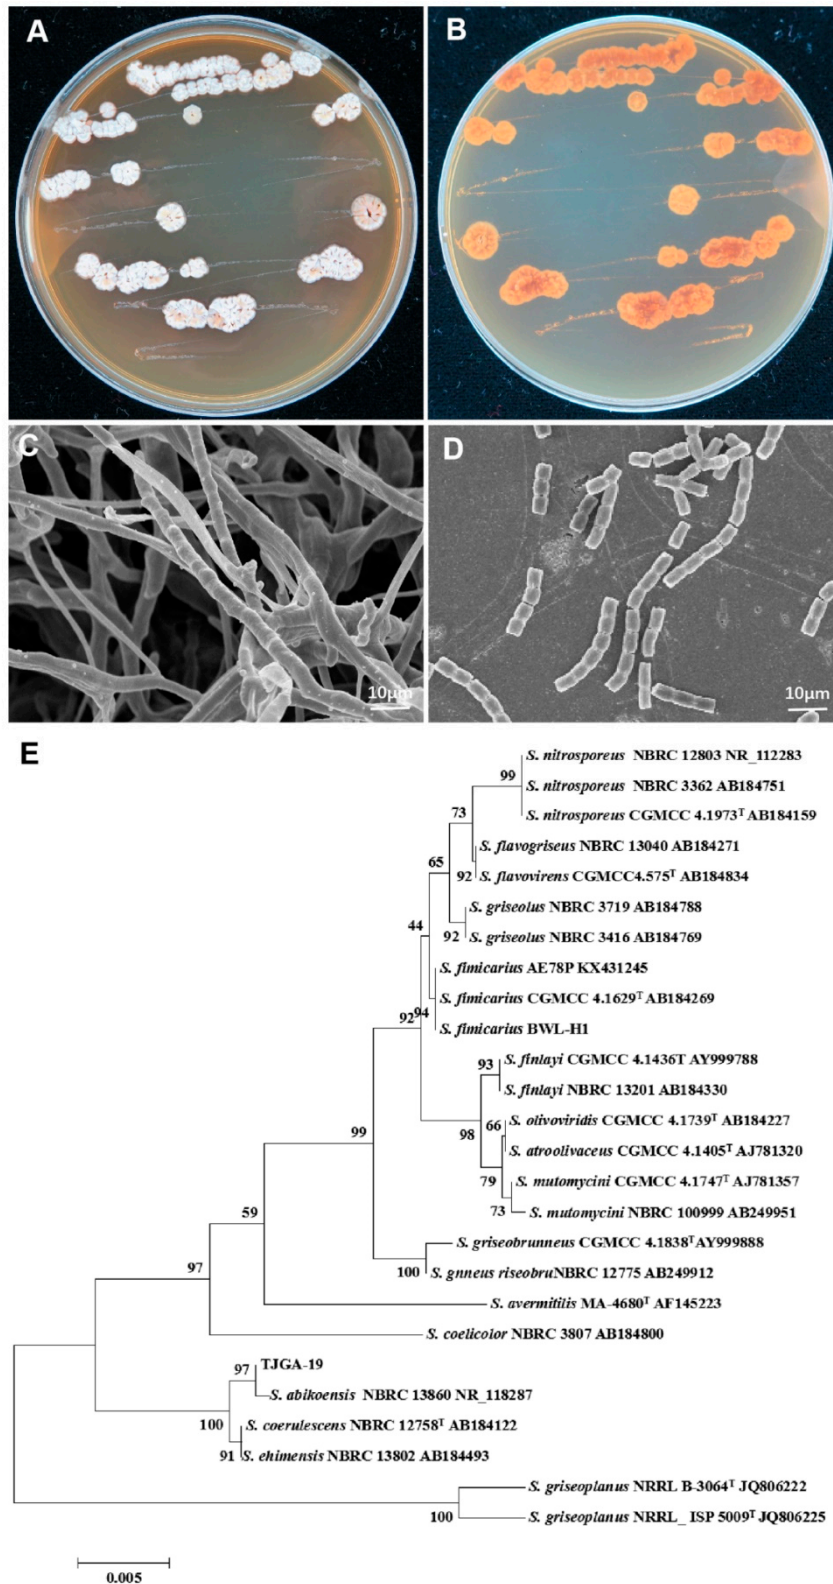 A
B
C
10μm
D
10μm
E
S. nitrosporeus NBRC 12803 NR_112283
99
S. nitrosporeus NBRC 3362 AB184751
S. nitrosporeus CGMCC 4.1973ᵀ AB184159
73
S. flavogriseus NBRC 13040 AB184271
65
92
S. flavovirens CGMCC4.575ᵀ AB184834
S. griseolus NBRC 3719 AB184788
44
92
S. griseolus NBRC 3416 AB184769
S. fimicarius AE78P KX431245
S. fimicarius CGMCC 4.1629ᵀ AB184269
92
94
S. fimicarius BWL-H1
93
S. finlayi CGMCC 4.1436T AY999788
S. finlayi NBRC 13201 AB184330
66
S. olivoviridis CGMCC 4.1739ᵀ AB184227
99
98
S. atroolivaceus CGMCC 4.1405ᵀ AJ781320
79
S. mutomycini CGMCC 4.1747ᵀ AJ781357
59
73
S. mutomycini NBRC 100999 AB249951
S. griseobrunneus CGMCC 4.1838ᵀAY999888
97
100
S. gnneus riseobruNBRC 12775 AB249912
S. avermitilis MA-4680ᵀ AF145223
S. coelicolor NBRC 3807 AB184800
97
TJGA-19
S. abikoensis NBRC 13860 NR_118287
100
S. coerulescens NBRC 12758ᵀ AB184122
91
S. ehimensis NBRC 13802 AB184493
S. griseoplanus NRRL B-3064ᵀ JQ806222
100
S. griseoplanus NRRL_ ISP 5009ᵀ JQ806225
0.005